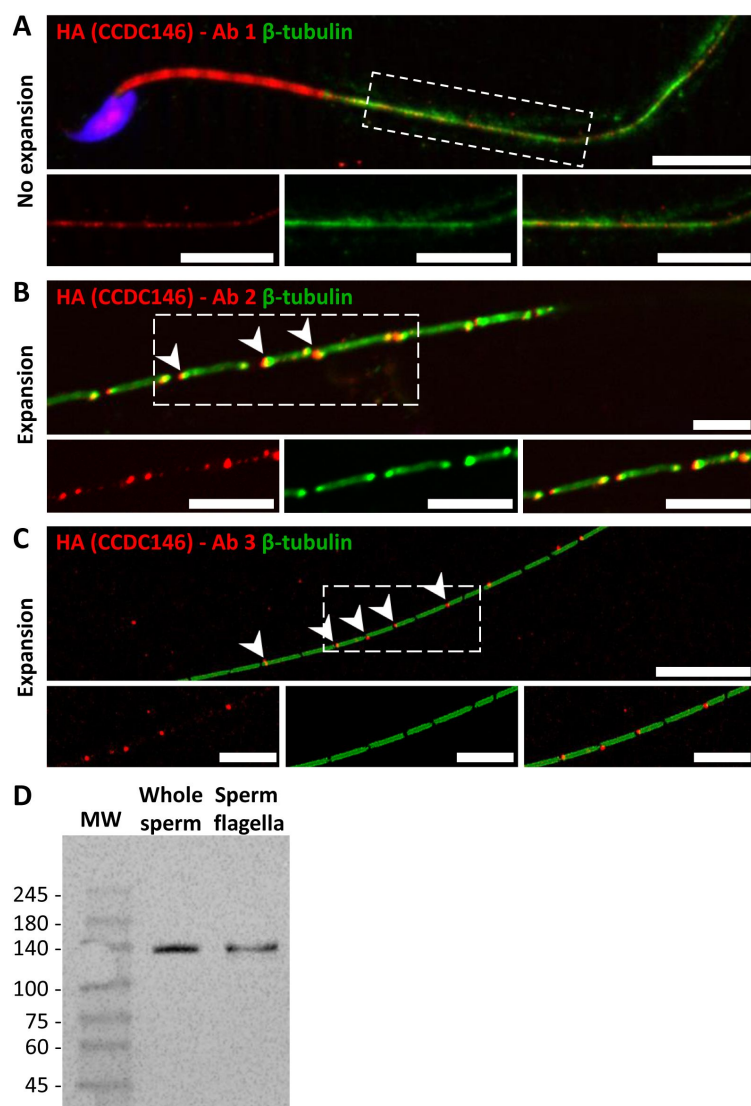 A
HA (CCDC146) - Ab 1 β-tubulin
No expansion
B
HA (CCDC146) - Ab 2 β-tubulin
Expansion
C
HA (CCDC146) - Ab 3 β-tubulin
Expansion
D
MW
Whole sperm
Sperm flagella
245 -
180 -
140 -
100 -
75 -
60 -
45 -